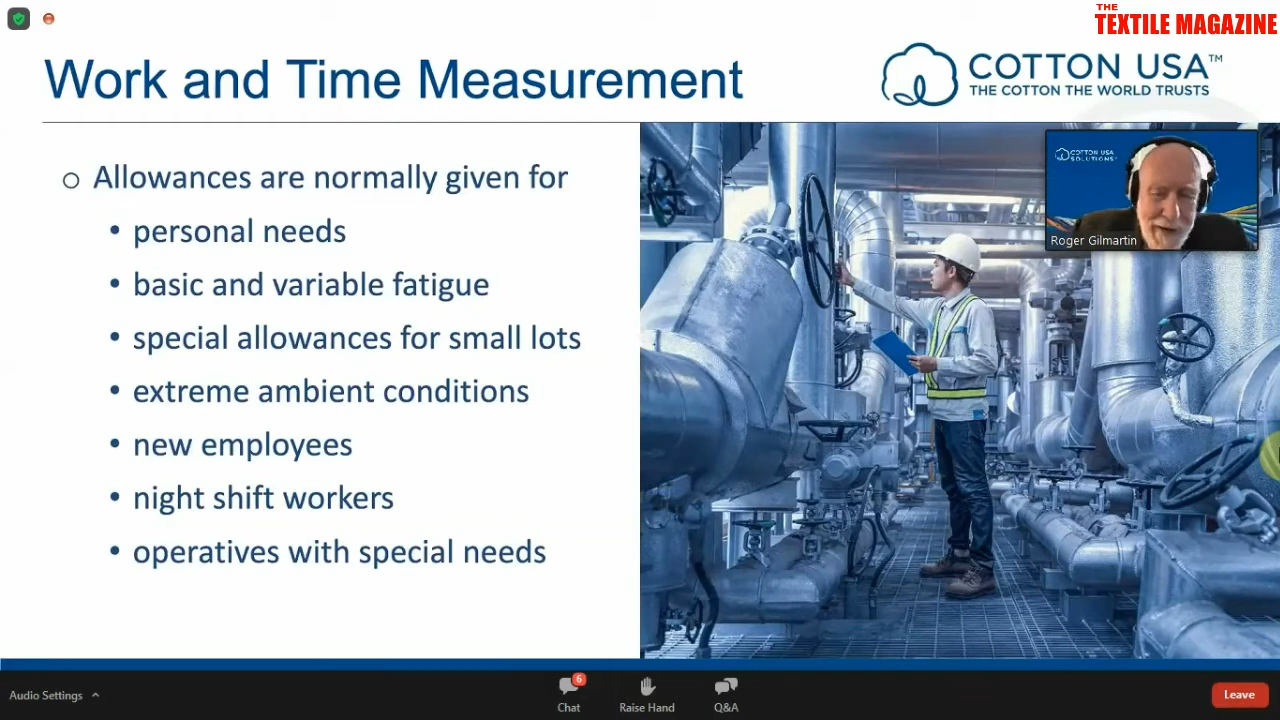 THE
TEXTILE MAGAZINE
Work and Time Measurement
COTTON USA™
THE COTTON THE WORLD TRUSTS
Allowances are normally given for
personal needs
basic and variable fatigue
special allowances for small lots
extreme ambient conditions
new employees
night shift workers
operatives with special needs
COTTON USA
SOLUTIONS
Roger Gilmartin
Audio Settings
6
Chat
Raise Hand
Q&A
Leave